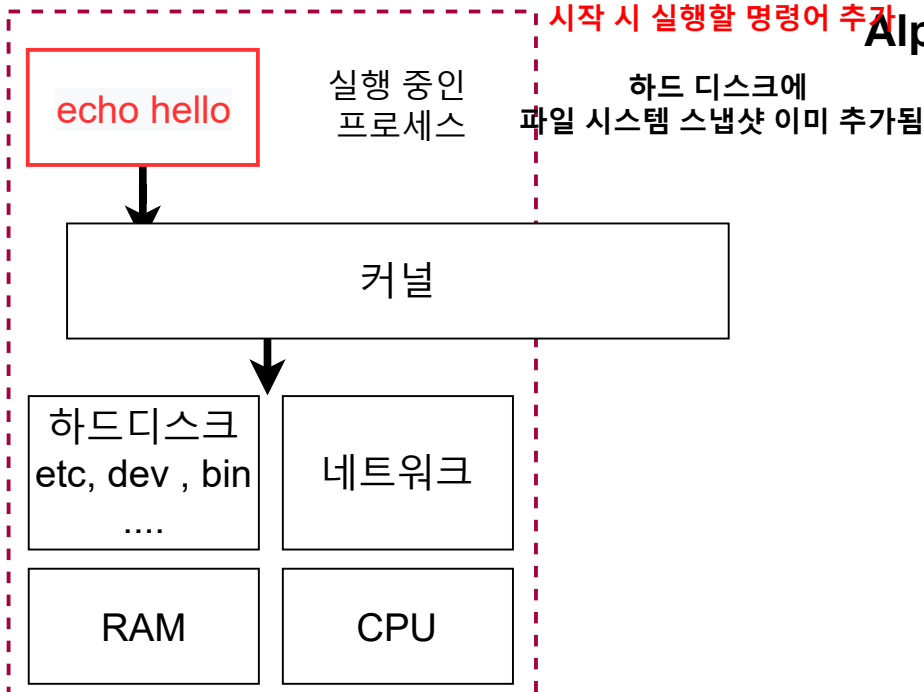 시작 시 실행할 명령어 추가
echo hello
실행 중인
프로세스
하드 디스크에
파일 시스템 스냅샷 이미 추가됨
커널
하드디스크
etc, dev , bin
....
네트워크
RAM
CPU